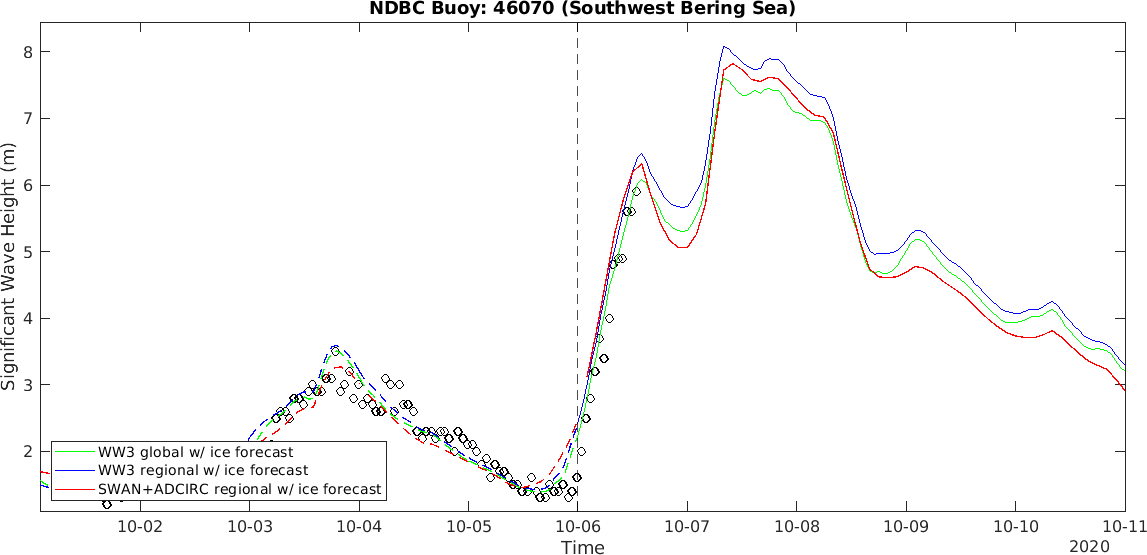 NDBC Buoy: 46070 (Southwest Bering Sea)
Significant Wave Height (m)
8
7
6
5
4
3
2
WW3 global w/ ice forecast
WW3 regional w/ ice forecast
SWAN+ADCIRC regional w/ ice forecast
10-02 10-03 10-04 10-05 10-06 10-07 10-08 10-09 10-10 10-11
Time
2020